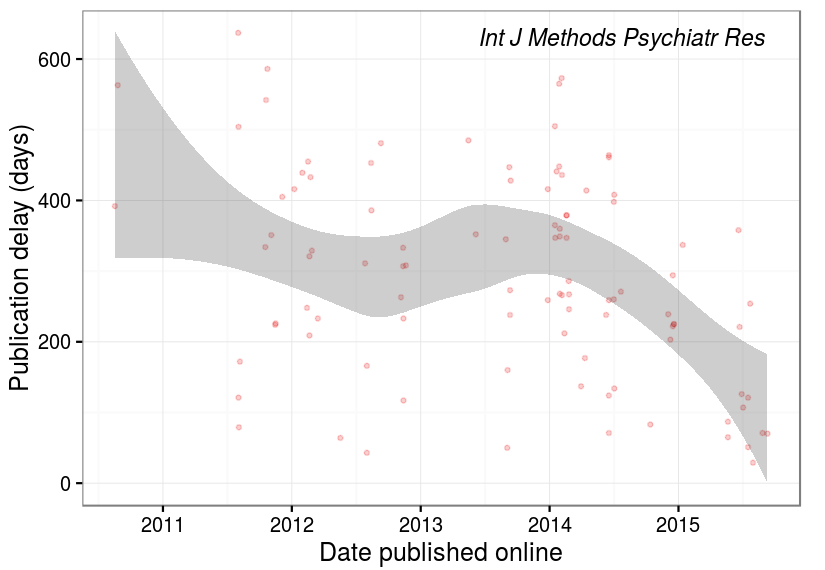 Int J Methods Psychiatr Res
Publication delay (days)
600
400
200
0
2011 2012 2013 2014 2015
Date published online